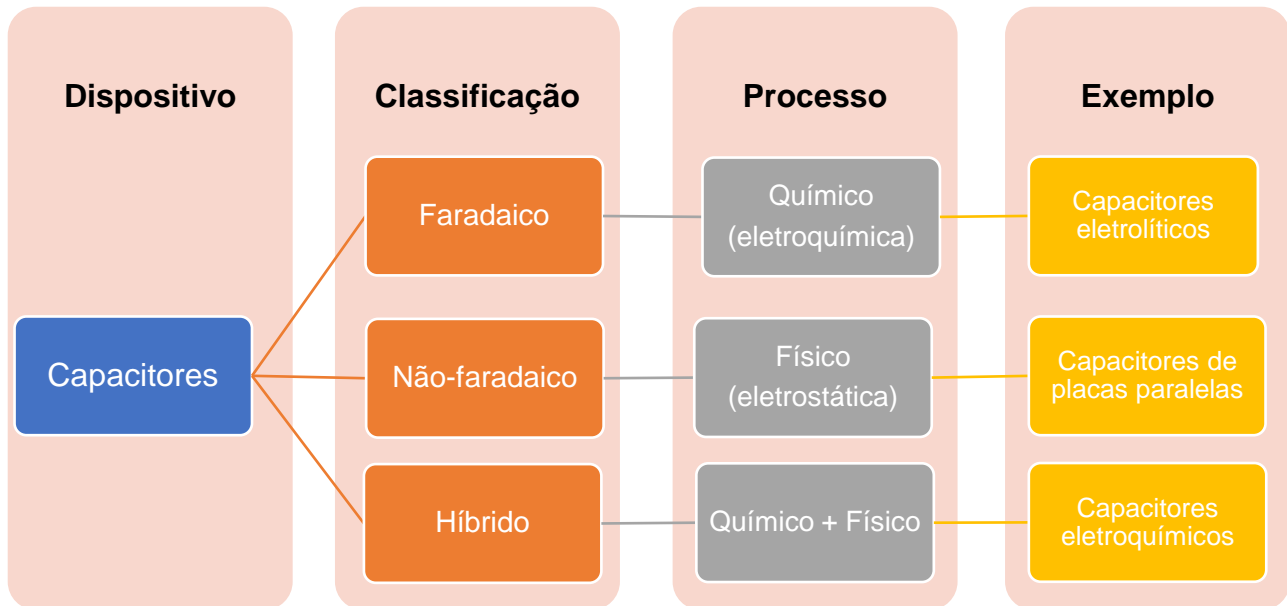 Dispositivo
Classificação
Processo
Exemplo
Faradaico
Químico
(eletroquímica)
Capacitores
eletrolíticos
Capacitores
Não-faradaico
Físico
(eletrostática)
Capacitores de
placas paralelas
Híbrido
Químico + Físico
Capacitores
eletroquímicos